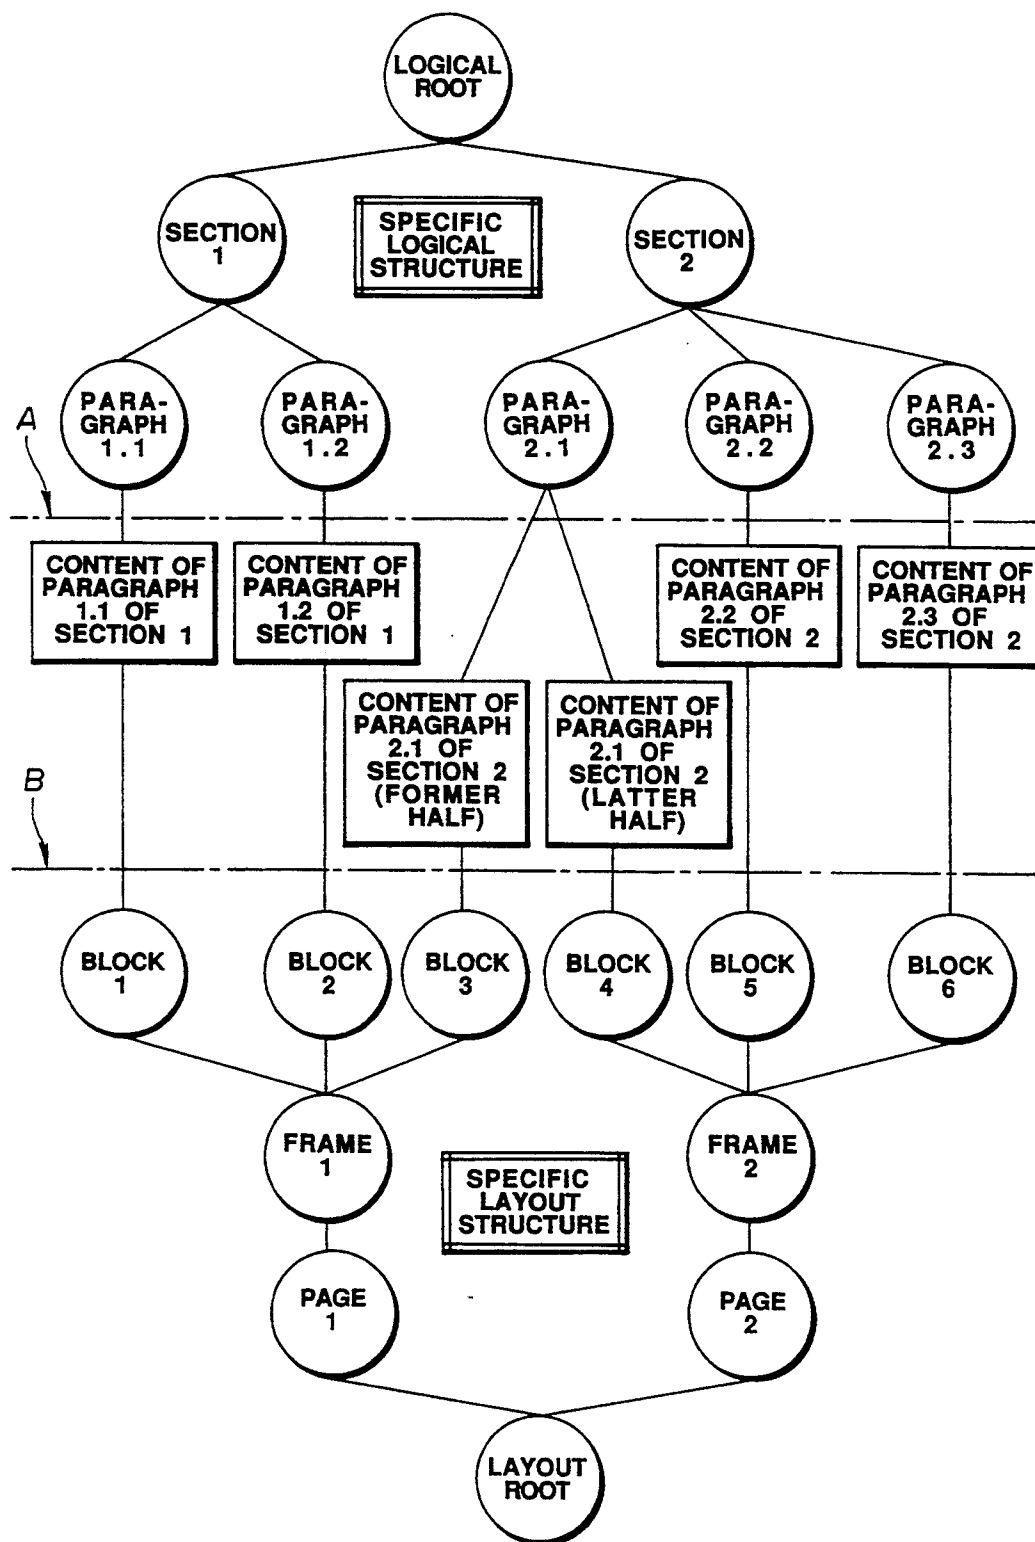 LOGICAL
ROOT
SECTION
1
SPECIFIC
LOGICAL
STRUCTURE
SECTION
2
PARA-
GRAPH
1.1
PARA-
GRAPH
1.2
PARA-
GRAPH
2.1
PARA-
GRAPH
2.2
PARA-
GRAPH
2.3
A
CONTENT OF
PARAGRAPH
1.1 OF
SECTION 1
CONTENT OF
PARAGRAPH
1.2 OF
SECTION 1
CONTENT OF
PARAGRAPH
2.2 OF
SECTION 2
CONTENT OF
PARAGRAPH
2.3 OF
SECTION 2
CONTENT OF
PARAGRAPH
2.1 OF
SECTION 2
(FORMER
HALF)
CONTENT OF
PARAGRAPH
2.1 OF
SECTION 2
(LATTER
HALF)
B
BLOCK
1
BLOCK
2
BLOCK
3
BLOCK
4
BLOCK
5
BLOCK
6
FRAME
1
SPECIFIC
LAYOUT
STRUCTURE
FRAME
2
PAGE
1
PAGE
2
LAYOUT
ROOT